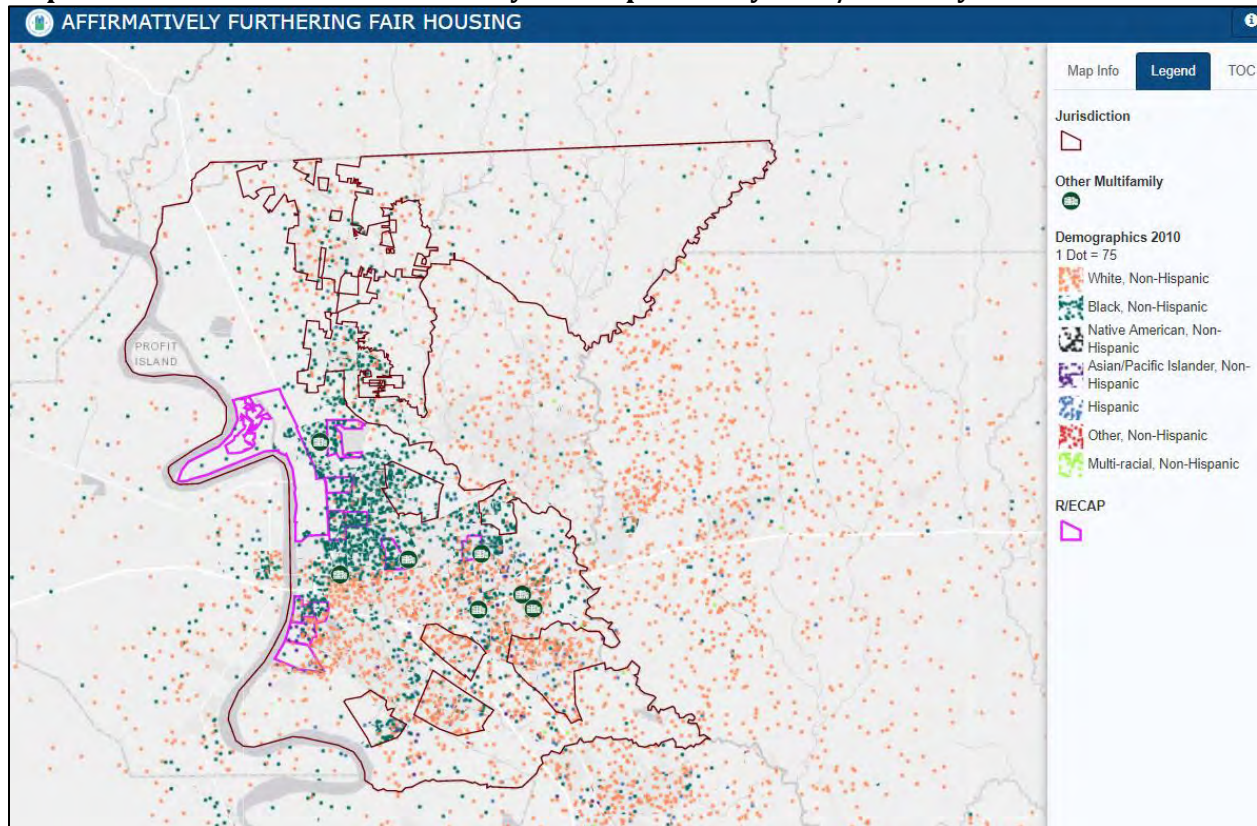 AFFIRMATIVELY FURTHERING FAIR HOUSING
Map Info
Legend
TOC
Jurisdiction
Other Multifamily
Demographics 2010
1 Dot = 75
White, Non-Hispanic
Black, Non-Hispanic
Native American, Non-
Hispanic
Asian/Pacific Islander, Non-
Hispanic
Hispanic
Other, Non-Hispanic
Multi-racial, Non-Hispanic
R/ECAP
PROFIT
ISLAND